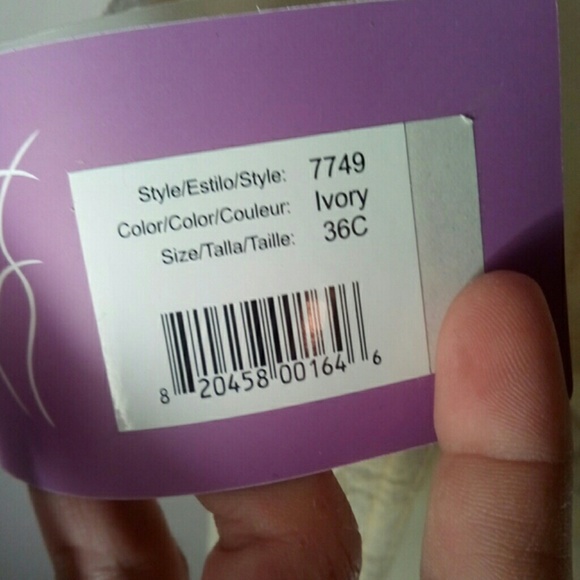 Style/Estilo/Style: 7749
Color/Color/Couleur: Ivory
Size/Talla/Taille: 36C
8 20458 00164 6